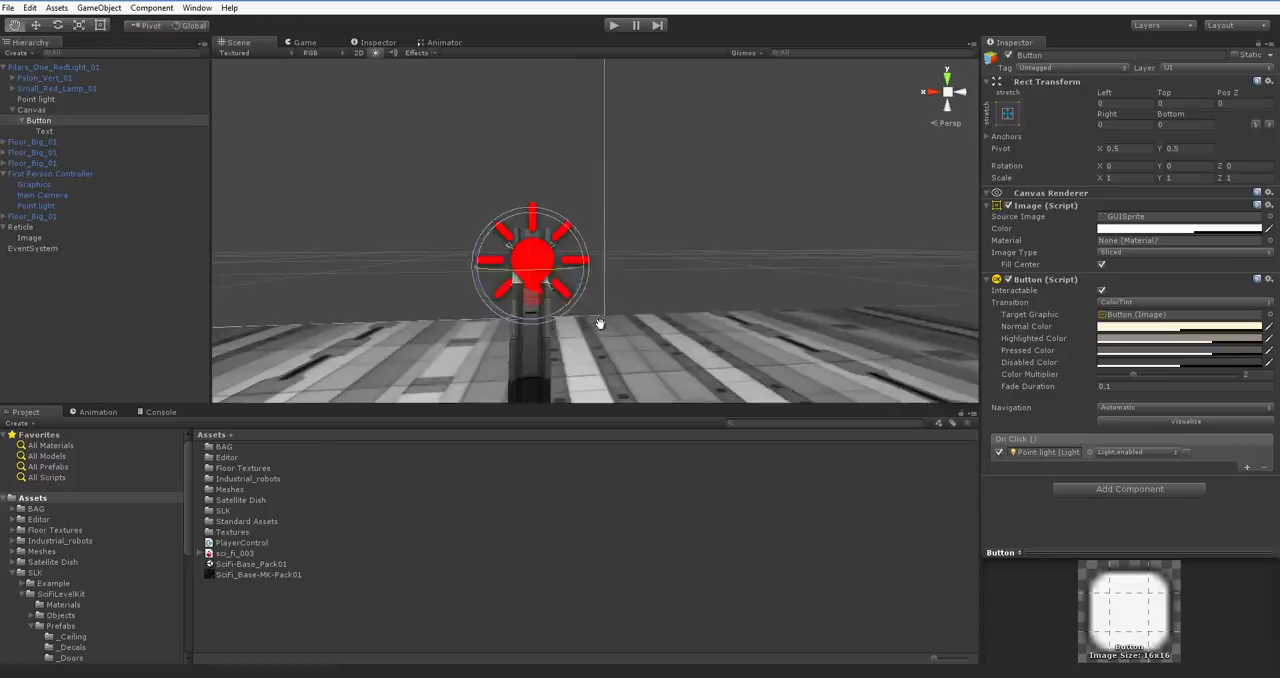 File Edit Assets GameObject Component Window Help
Pivot Global Layers Layout
Hierarchy
Create All
Pilars_One_RedLight_01
Pylon_Vert_01
Small_Red_Lamp_01
Point light
Canvas
Button
Text
Floor_Big_01
Floor_Big_01
Floor_Big_01
First Person Controller
Graphics
Main Camera
Point light
Floor_Big_01
Reticle
Image
EventSystem
Scene Game Inspector Animator
Textured RGB 2D Effects Gizmos All
y
x
Persp
Inspector
Button Static
Tag Untagged Layer UI
Rect Transform
stretch Left Top Pos Z
stretch 0 0 0
Right Bottom
0 0
Anchors
Pivot X 0.5 Y 0.5
Rotation X 0 Y 0 Z 0
Scale X 1 Y 1 Z 1
Canvas Renderer
Image (Script)
Source Image GUISprite
Color
Material None (Material)
Image Type Sliced
Fill Center
Button (Script)
Interactable
Transition ColorTint
Target Graphic Button (Image)
Normal Color
Highlighted Color
Pressed Color
Disabled Color
Color Multiplier 2
Fade Duration 0.1
Navigation Automatic
Visualize
On Click ()
Point light (Light Light.enabled
Add Component
Button
Button
Image Size: 16x16
Project Animation Console
Create
Favorites
All Materials
All Models
All Prefabs
All Scripts
Assets
BAG
Editor
Floor Textures
Industrial_robots
Meshes
Satellite Dish
SLK
Example
SciFiLevelKit
Materials
Objects
Prefabs
_Ceiling
_Decals
_Doors
Assets
BAG
Editor
Floor Textures
Industrial_robots
Meshes
Satellite Dish
SLK
Standard Assets
Textures
PlayerControl
sci_fi_003
SciFi-Base_Pack01
SciFi_Base-MK-Pack01